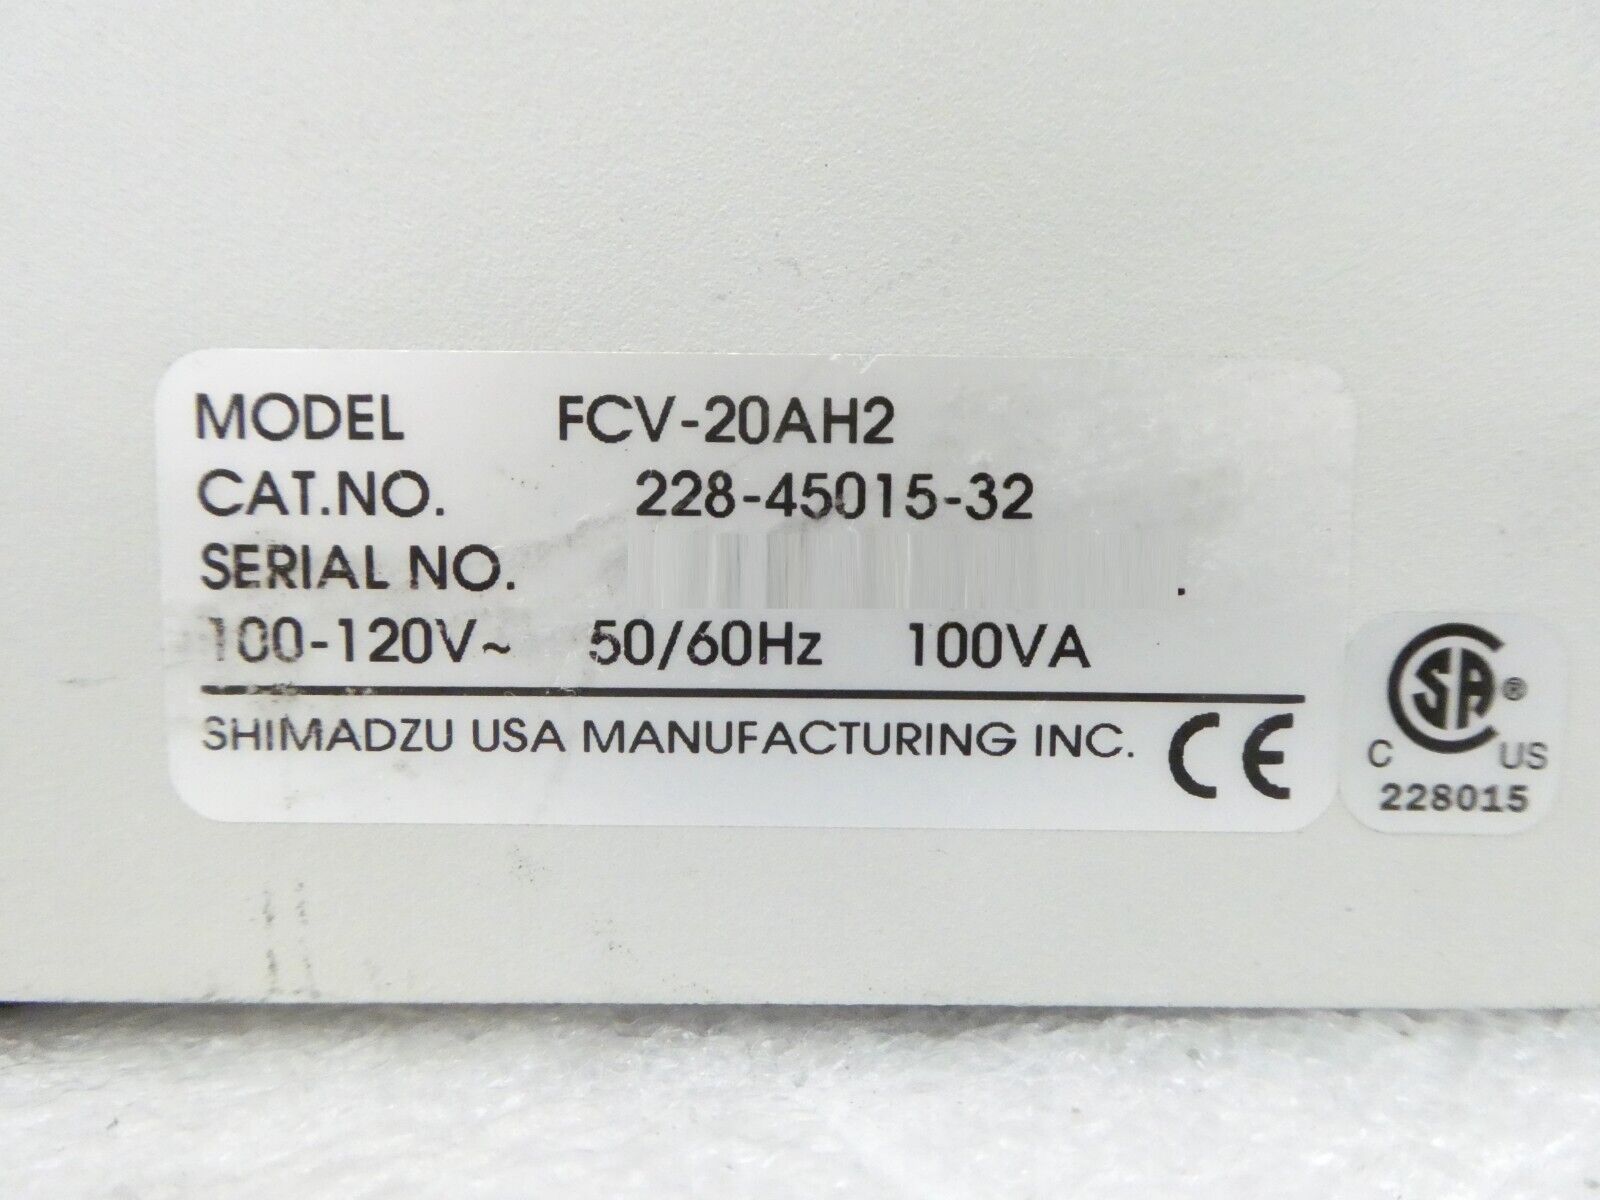 MODEL FCV-20AH2
CAT.NO. 228-45015-32
SERIAL NO. .
100-120V~ 50/60Hz 100VA
SHIMADZU USA MANUFACTURING INC. CE
SA ®
C US
228015